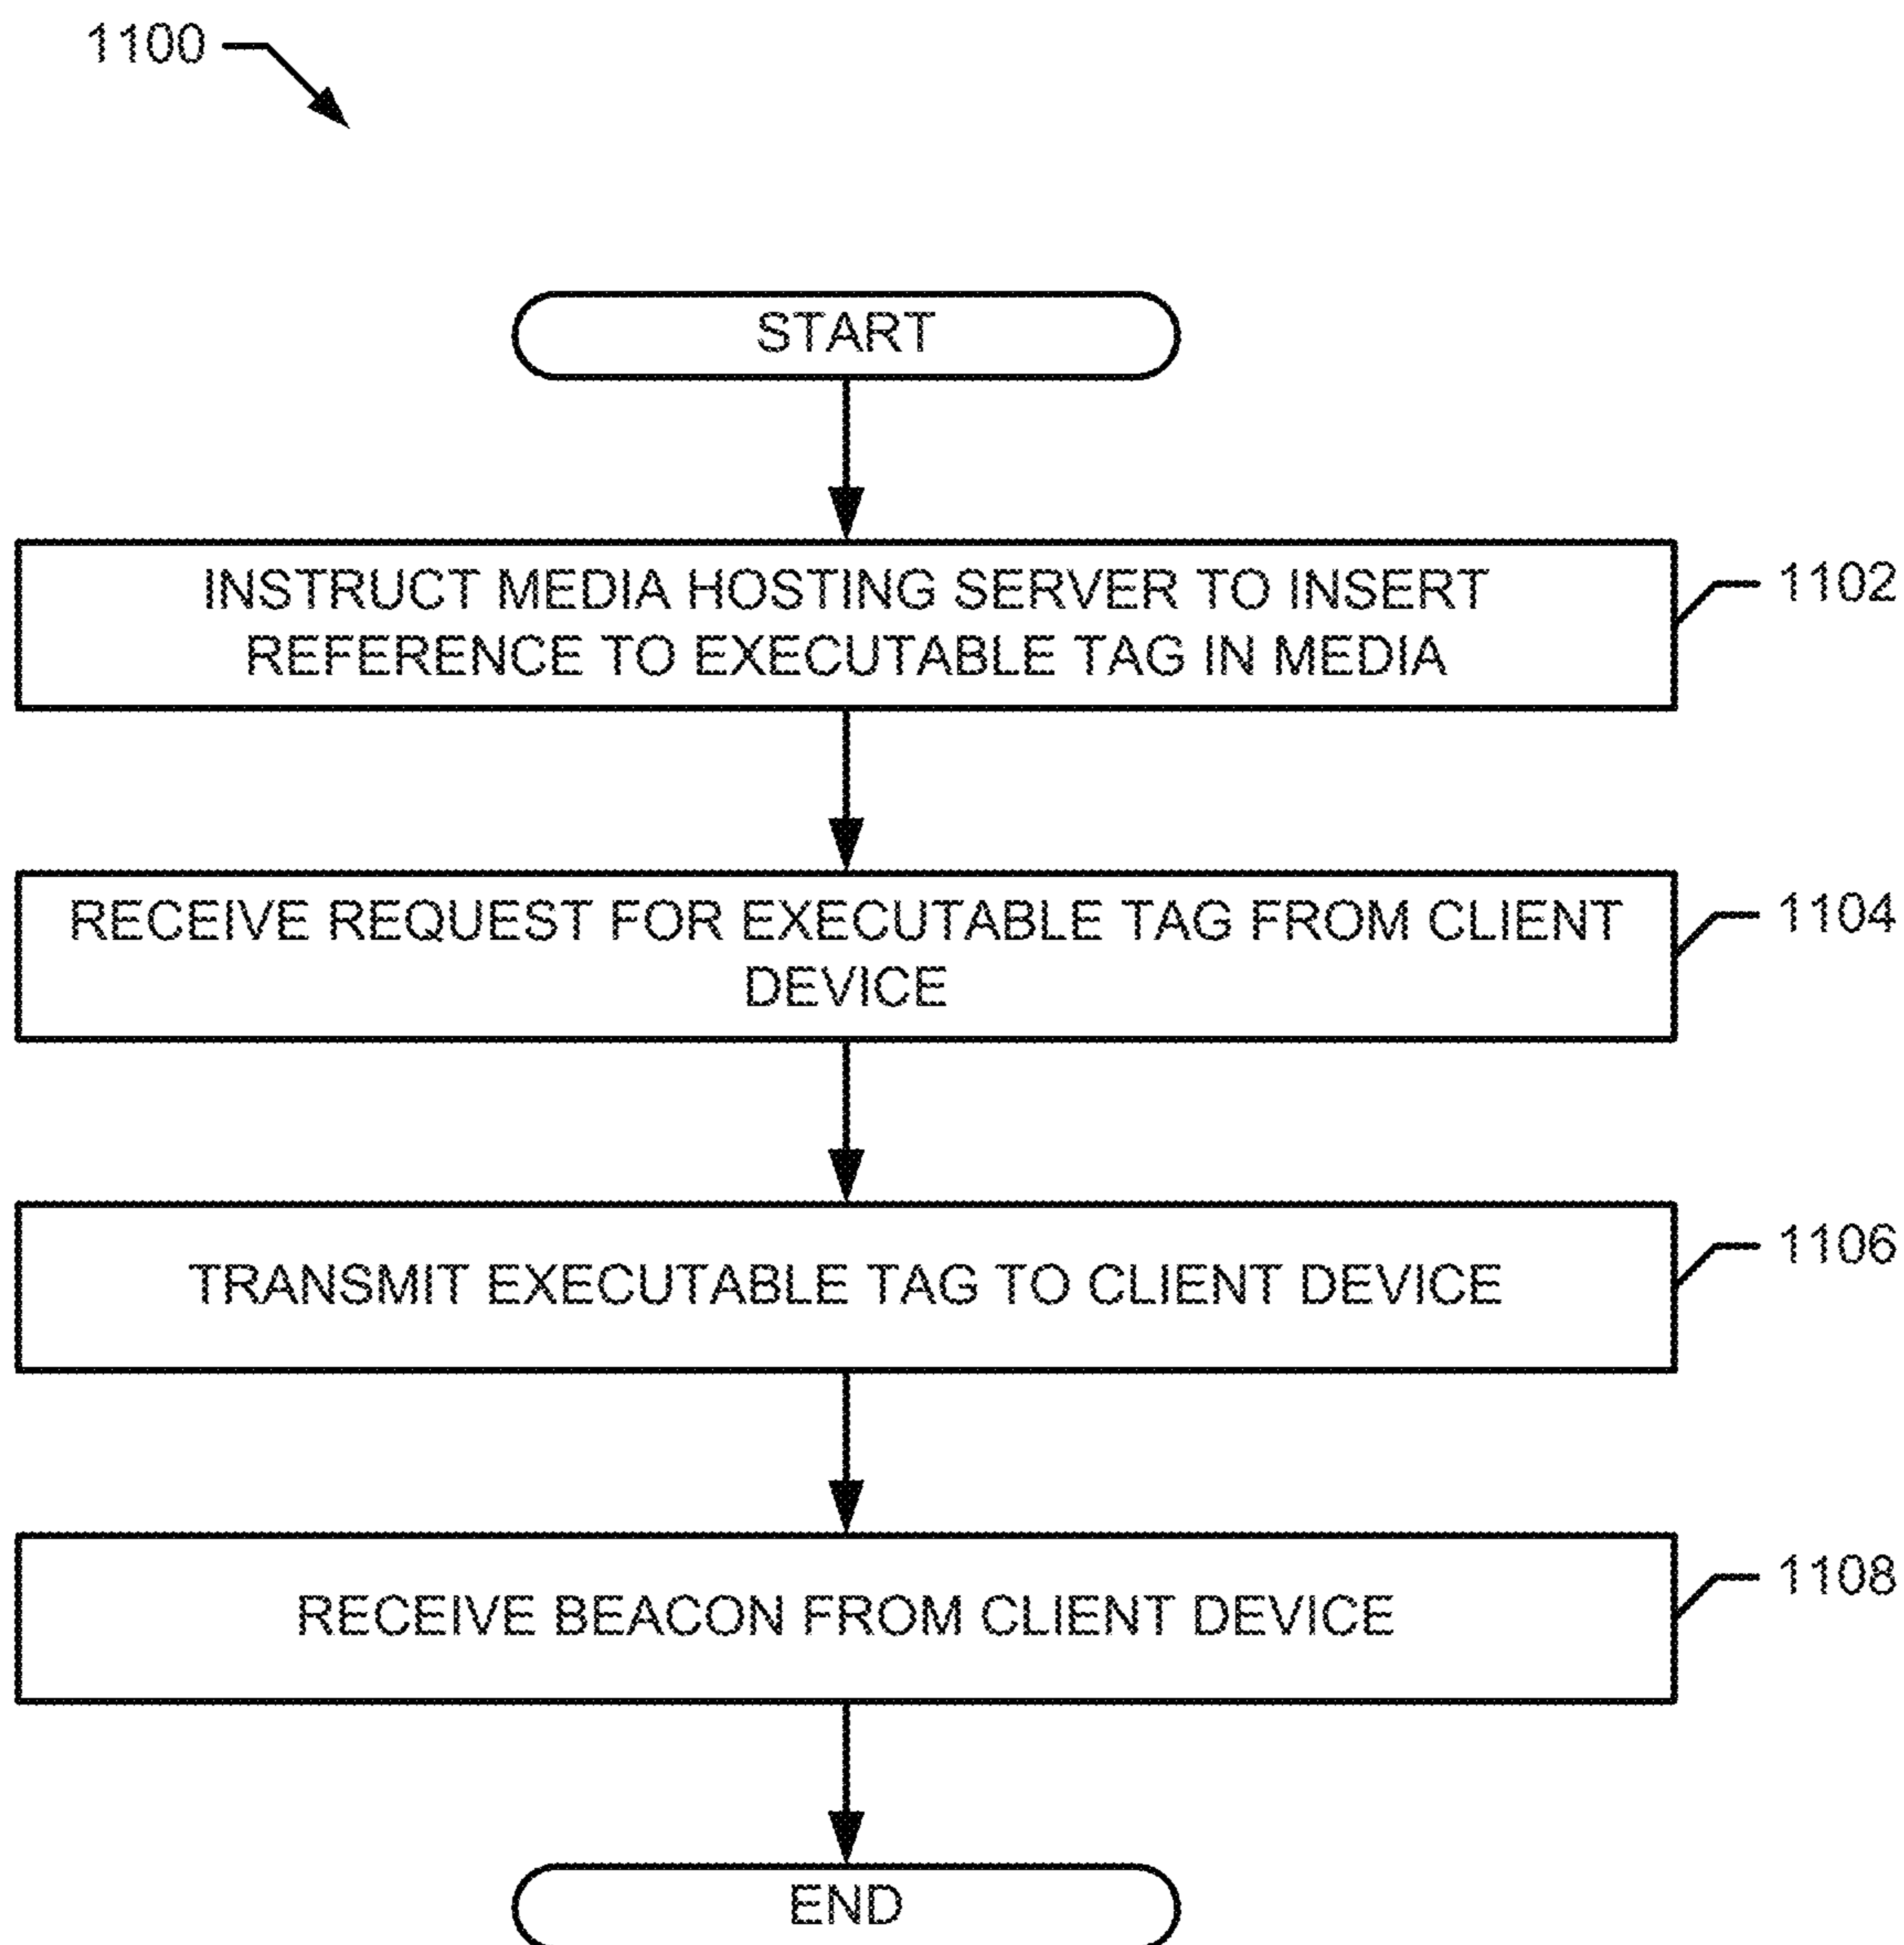 1100
START
INSTRUCT MEDIA HOSTING SERVER TO INSERT
REFERENCE TO EXECUTABLE TAG IN MEDIA
1102
RECEIVE REQUEST FOR EXECUTABLE TAG FROM CLIENT
DEVICE
1104
TRANSMIT EXECUTABLE TAG TO CLIENT DEVICE
1106
RECEIVE BEACON FROM CLIENT DEVICE
1108
END